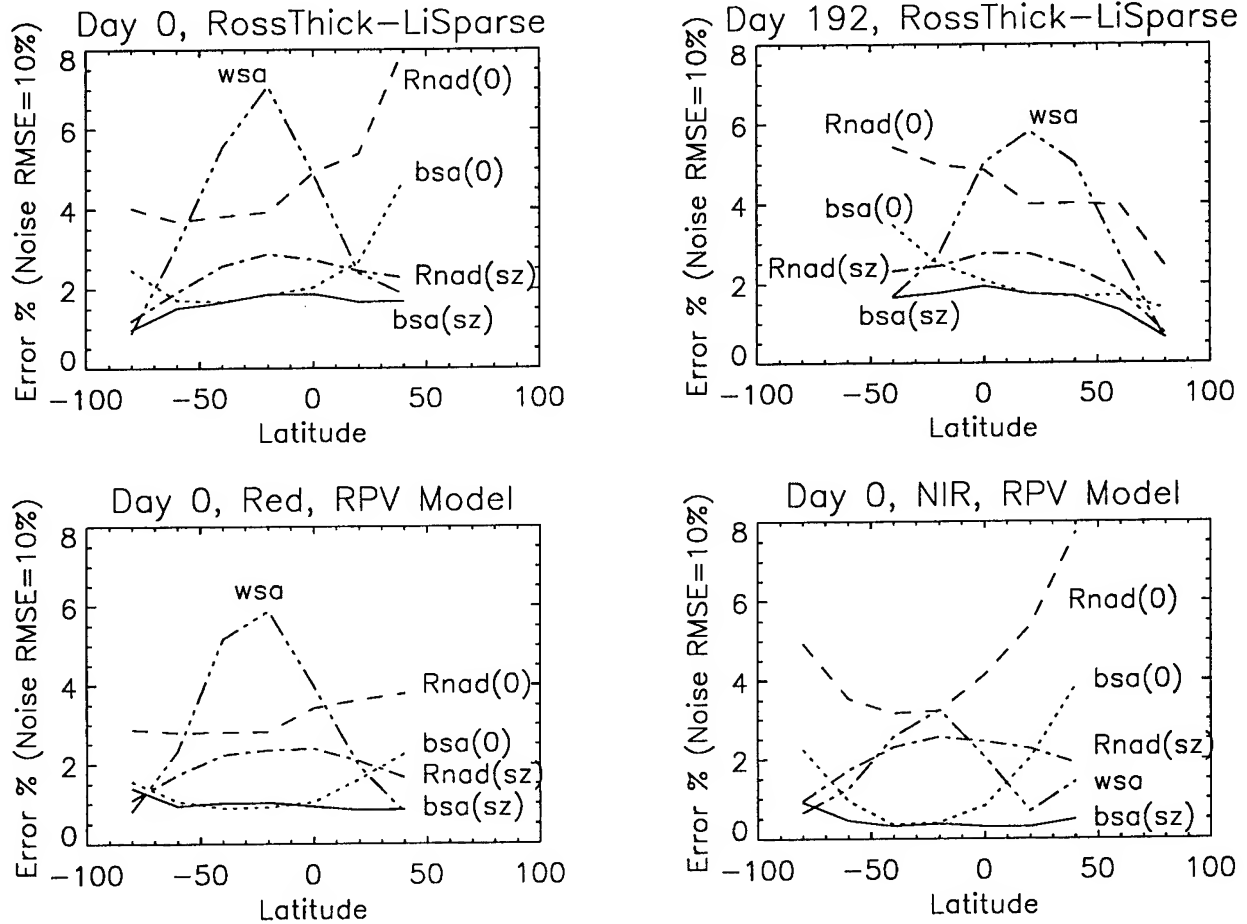 Day 0, RossThick-LiSparse
Error % (Noise RMSE=10%)
8
6
4
2
0
wsa
Rnad(0)
bsa(0)
Rnad(sz)
bsa(sz)
-100 -50 0 50 100
Latitude
Day 192, RossThick-LiSparse
Error % (Noise RMSE=10%)
8
6
4
2
0
Rnad(0)
wsa
bsa(0)
Rnad(sz)
bsa(sz)
-100 -50 0 50 100
Latitude
Day 0, Red, RPV Model
Error % (Noise RMSE=10%)
8
6
4
2
0
wsa
Rnad(0)
bsa(0)
Rnad(sz)
bsa(sz)
-100 -50 0 50 100
Latitude
Day 0, NIR, RPV Model
Error % (Noise RMSE=10%)
8
6
4
2
0
Rnad(0)
bsa(0)
Rnad(sz)
wsa
bsa(sz)
-100 -50 0 50 100
Latitude